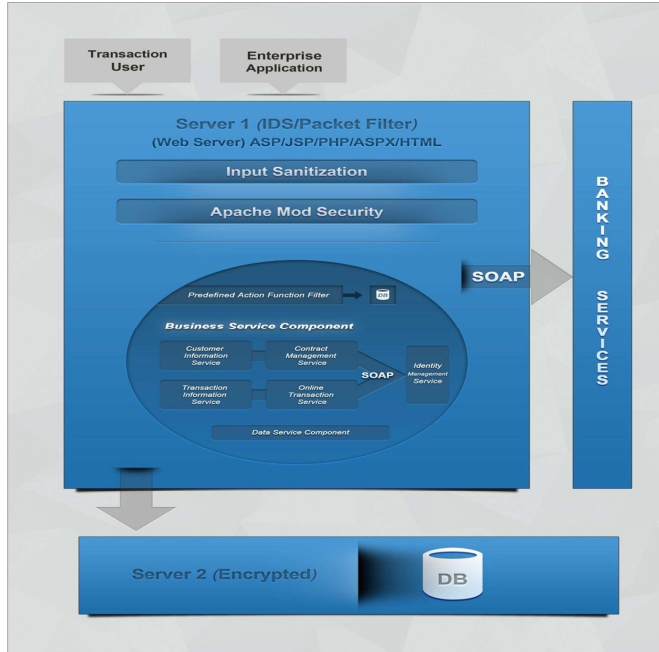 Transaction
User
Enterprise
Application
Server 1 (IDS/Packet Filter)
(Web Server) ASP/JSP/PHP/ASPX/HTML
Input Sanitization
Apache Mod Security
Predefined Action Function Filter
DB
Business Service Component
Customer
Information
Service
Contract
Management
Service
Transaction
Information
Service
Online
Transaction
Service
SOAP
Identity
Management
Service
Data Service Component
SOAP
BANKING
SERVICES
Server 2 (Encrypted)
DB